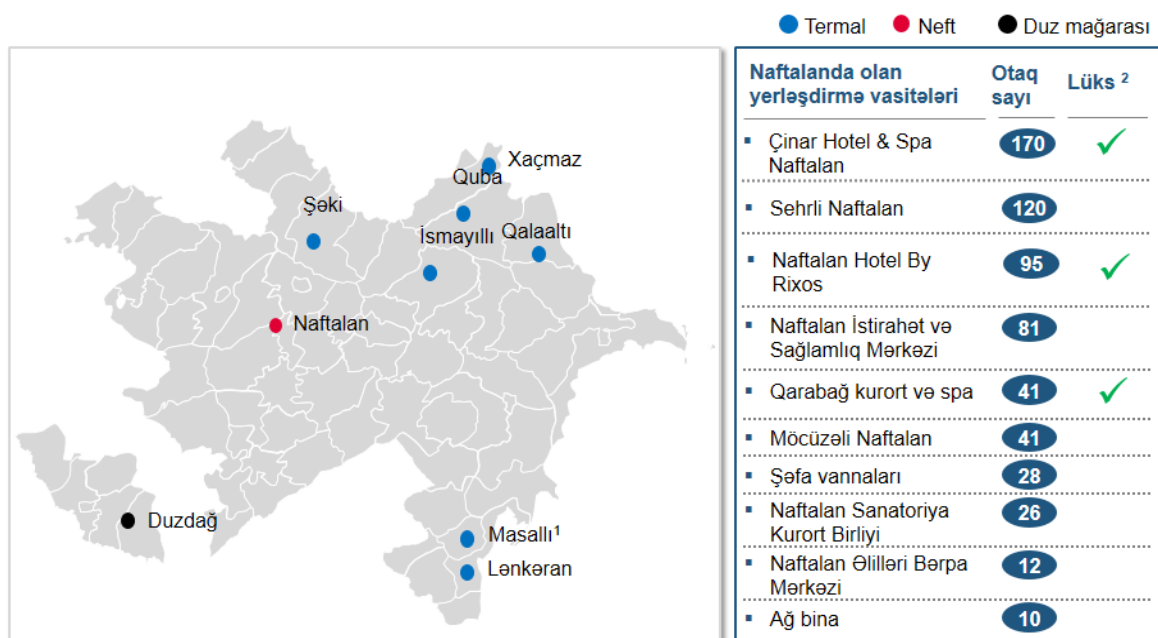 Termal Neft Duz mağarası
Xaçmaz
Quba
Şəki
İsmayıllı Qalaaltı
Naftalan
Duzdağ
Masallı¹
Lənkəran
Naftalanda olan
yerləşdirmə vasitələri
Otaq
sayı
Lüks ²
▪ Çinar Hotel & Spa
Naftalan
170 ✓
▪ Sehrli Naftalan 120
▪ Naftalan Hotel By
Rixos
95 ✓
▪ Naftalan İstirahət və
Sağlamlıq Mərkəzi
81
▪ Qarabağ kurort və spa 41 ✓
▪ Möcüzəli Naftalan 41
▪ Şəfa vannaları 28
▪ Naftalan Sanatoriya
Kurort Birliyi
26
▪ Naftalan Əlilləri Bərpa
Mərkəzi
12
▪ Ağ bina 10